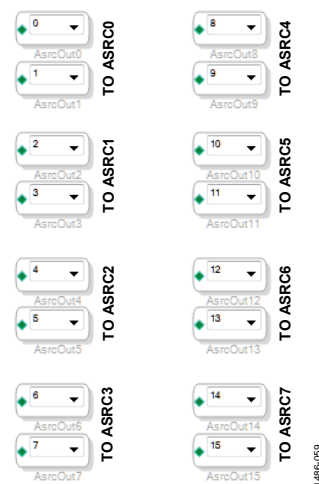 0
AsrcOut0
1
AsrcOut1
TO ASRC0
2
AsrcOut2
3
AsrcOut3
TO ASRC1
4
AsrcOut4
5
AsrcOut5
TO ASRC2
6
AsrcOut6
7
AsrcOut7
TO ASRC3
8
AsrcOut8
9
AsrcOut9
TO ASRC4
10
AsrcOut10
11
AsrcOut11
TO ASRC5
12
AsrcOut12
13
AsrcOut13
TO ASRC6
14
AsrcOut14
15
AsrcOut15
TO ASRC7